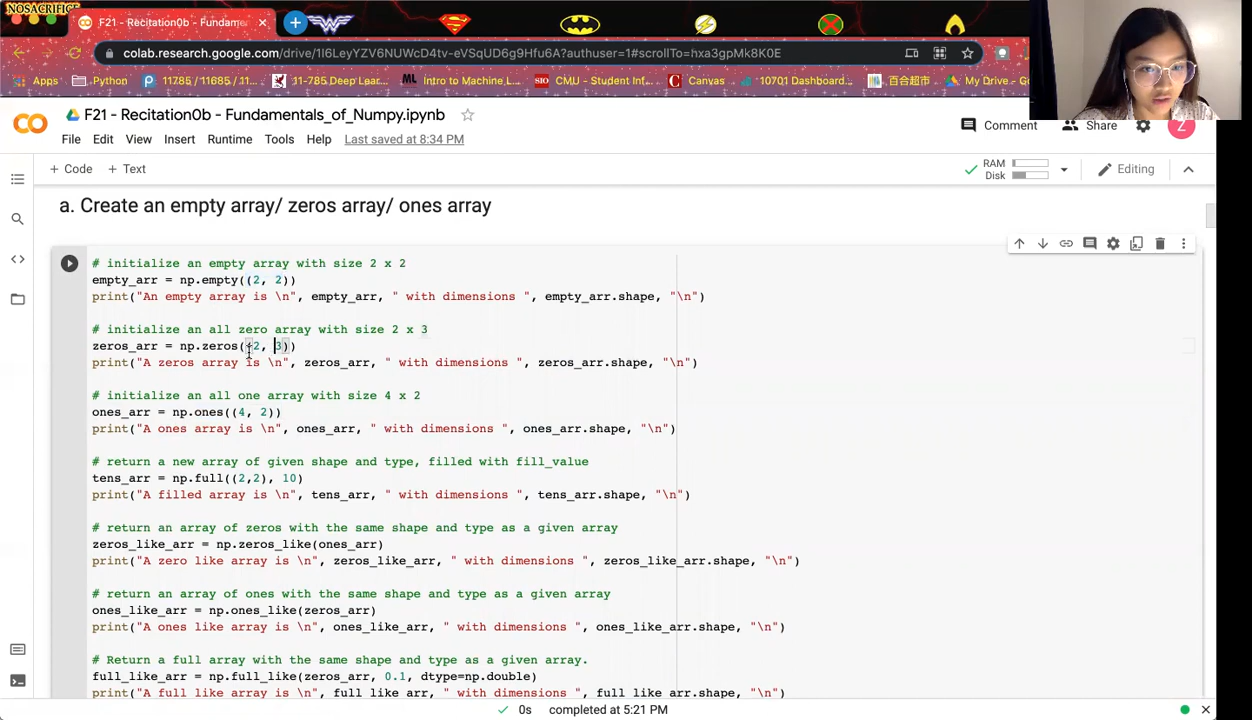 NOSACRIFICE
F21 - Recitation0b - Fundame
colab.research.google.com/drive/1I6LeyYZV6NUWcD4tv-eVSqUD6g9Hfu6A?authuser=1#scrollTo=hxa3gpMk8K0E
Apps Python 11785 / 11685 / 11... 11-785 Deep Lear... ML Intro to Machine L... SIO CMU - Student Inf... Canvas 10701 Dashboard... 百合超市 My Drive - Go
F21 - Recitation0b - Fundamentals_of_Numpy.ipynb
Comment Share Z
File Edit View Insert Runtime Tools Help Last saved at 8:34 PM
+ Code + Text RAM Disk Editing
a. Create an empty array/ zeros array/ ones array
# initialize an empty array with size 2 x 2
empty_arr = np.empty((2, 2))
print("An empty array is \n", empty_arr, " with dimensions ", empty_arr.shape, "\n")
# initialize an all zero array with size 2 x 3
zeros_arr = np.zeros((2, 3))
print("A zeros array is \n", zeros_arr, " with dimensions ", zeros_arr.shape, "\n")
# initialize an all one array with size 4 x 2
ones_arr = np.ones((4, 2))
print("A ones array is \n", ones_arr, " with dimensions ", ones_arr.shape, "\n")
# return a new array of given shape and type, filled with fill_value
tens_arr = np.full((2,2), 10)
print("A filled array is \n", tens_arr, " with dimensions ", tens_arr.shape, "\n")
# return an array of zeros with the same shape and type as a given array
zeros_like_arr = np.zeros_like(ones_arr)
print("A zero like array is \n", zeros_like_arr, " with dimensions ", zeros_like_arr.shape, "\n")
# return an array of ones with the same shape and type as a given array
ones_like_arr = np.ones_like(zeros_arr)
print("A ones like array is \n", ones_like_arr, " with dimensions ", ones_like_arr.shape, "\n")
# Return a full array with the same shape and type as a given array.
full_like_arr = np.full_like(zeros_arr, 0.1, dtype=np.double)
print("A full like array is \n", full_like_arr, " with dimensions ", full_like_arr.shape, "\n")
0s completed at 5:21 PM